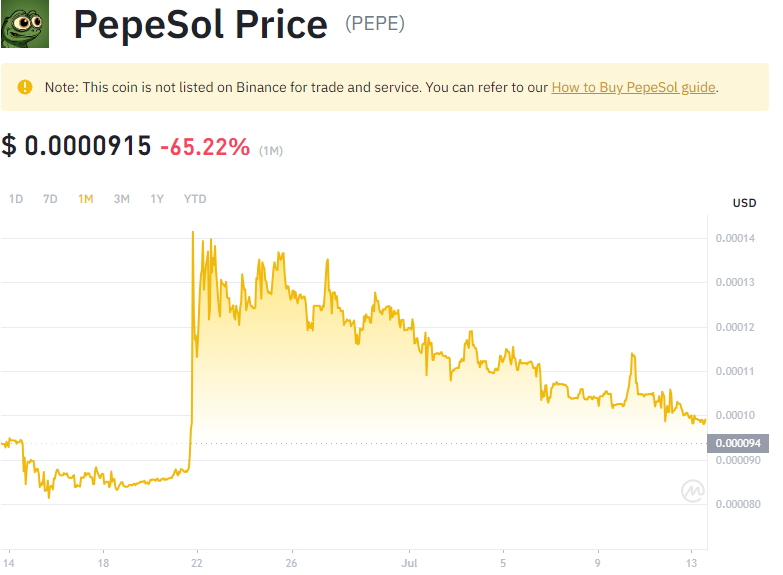 PepeSol Price (PEPE)
Note: This coin is not listed on Binance for trade and service. You can refer to our How to Buy PepeSol guide.
$ 0.0000915 -65.22% (1M)
1D 7D 1M 3M 1Y YTD
USD
0.00014
0.00013
0.00012
0.00011
0.00010
0.000094
0.000090
0.000080
14 18 22 26 Jul 5 9 13